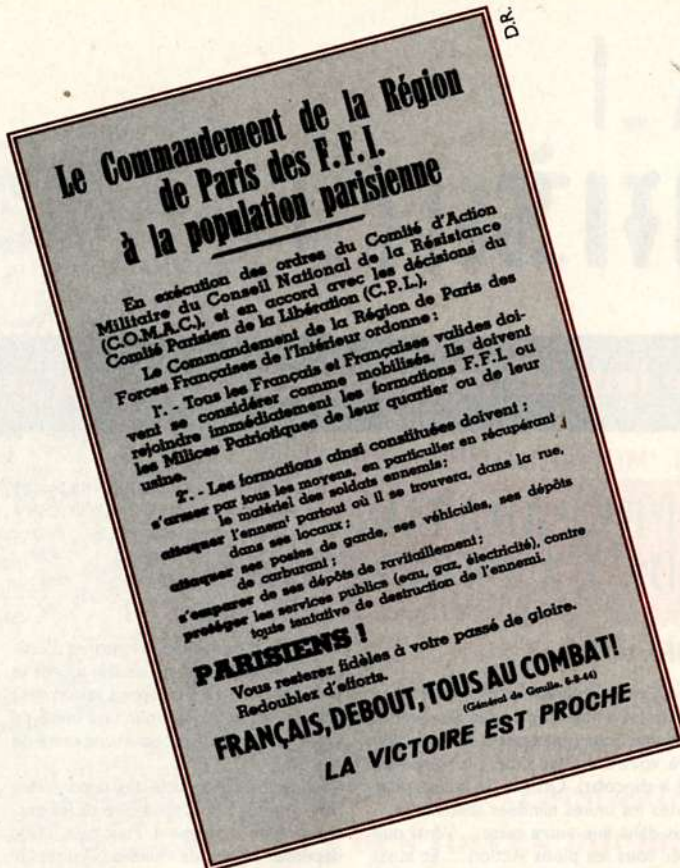 D.R.
Le Commandement de la Région
de Paris des F.F.I.
à la population parisienne
En exécution des ordres du Comité d'Action
Militaire du Conseil National de la Résistance
(C.O.M.A.C.), et en accord avec les décisions du
Comité Parisien de la Libération (C.P.L.),
Le Commandement de la Région de Paris des
Forces Françaises de l'Intérieur ordonne :
1°. - Tous les Français et Françaises valides doi-
vent se considérer comme mobilisés. Ils doivent
rejoindre immédiatement les formations F.F.I. ou
les Milices Patriotiques de leur quartier ou de leur
usine.
2°. - Les formations ainsi constituées doivent :
s'armer par tous les moyens, en particulier en récupérant
le matériel des soldats ennemis ;
attaquer l'ennemi partout où il se trouvera, dans la rue,
dans ses locaux ;
attaquer ses postes de garde, ses véhicules, ses dépôts
de carburant ;
s'emparer de ses dépôts de ravitaillement ;
protéger les services publics (eau, gaz, électricité), contre
toute tentative de destruction de l'ennemi.
PARISIENS !
Vous resterez fidèles à votre passé de gloire.
Redoublez d'efforts.
FRANÇAIS, DEBOUT, TOUS AU COMBAT!
(Général de Gaulle, 8-8-44)
LA VICTOIRE EST PROCHE